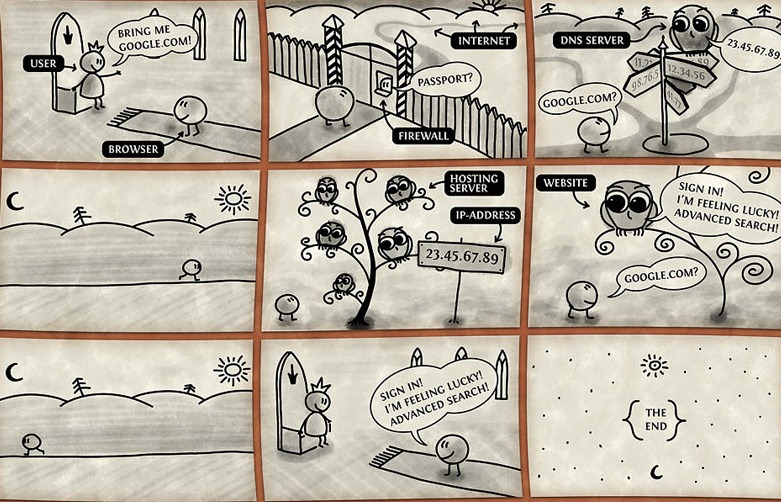 BRING ME
GOOGLE.COM!
USER
BROWSER
INTERNET
PASSPORT?
FIREWALL
DNS SERVER
23.45.67.89
12.34.56
98.76.5
GOOGLE.COM?
HOSTING
SERVER
IP-ADDRESS
23.45.67.89
WEBSITE
SIGN IN!
I'M FEELING LUCKY!
ADVANCED SEARCH!
GOOGLE.COM?
SIGN IN!
I'M FEELING LUCKY!
ADVANCED SEARCH!
THE
END